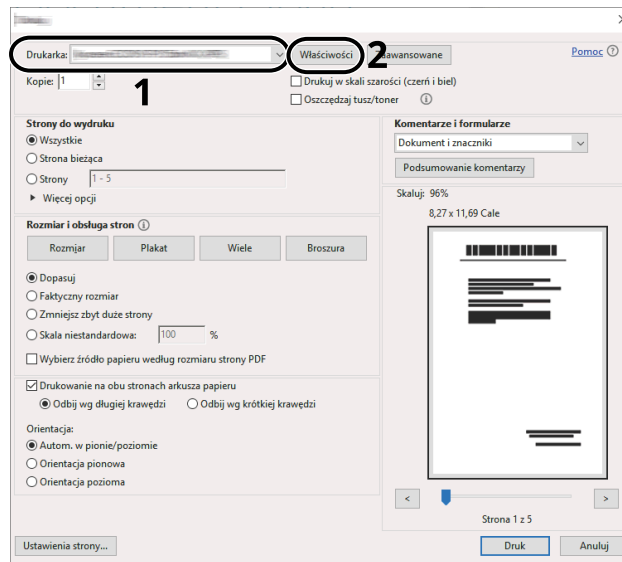 Drukarka:
Właściwości
2
aawansowane
Pomoc
Kopie: 1
1
Drukuj w skali szarości (czerń i biel)
Oszczędzaj tusz/toner
Strony do wydruku
Wszystkie
Strona bieżąca
Strony 1 - 5
Więcej opcji
Komentarze i formularze
Dokument i znaczniki
Podsumowanie komentarzy
Skaluj: 96%
8,27 x 11,69 Cale
Rozmiar i obsługa stron
Rozmjar Plakat Wiele Broszura
Dopasuj
Faktyczny rozmiar
Zmniejsz zbyt duże strony
Skala niestandardowa: 100 %
Wybierz źródło papieru według rozmiaru strony PDF
Drukowanie na obu stronach arkusza papieru
Odbij wg długiej krawędzi Odbij wg krótkiej krawędzi
Orientacja:
Autom. w pionie/poziomie
Orientacja pionowa
Orientacja pozioma
< >
Strona 1 z 5
Ustawienia strony...
Druk Anuluj